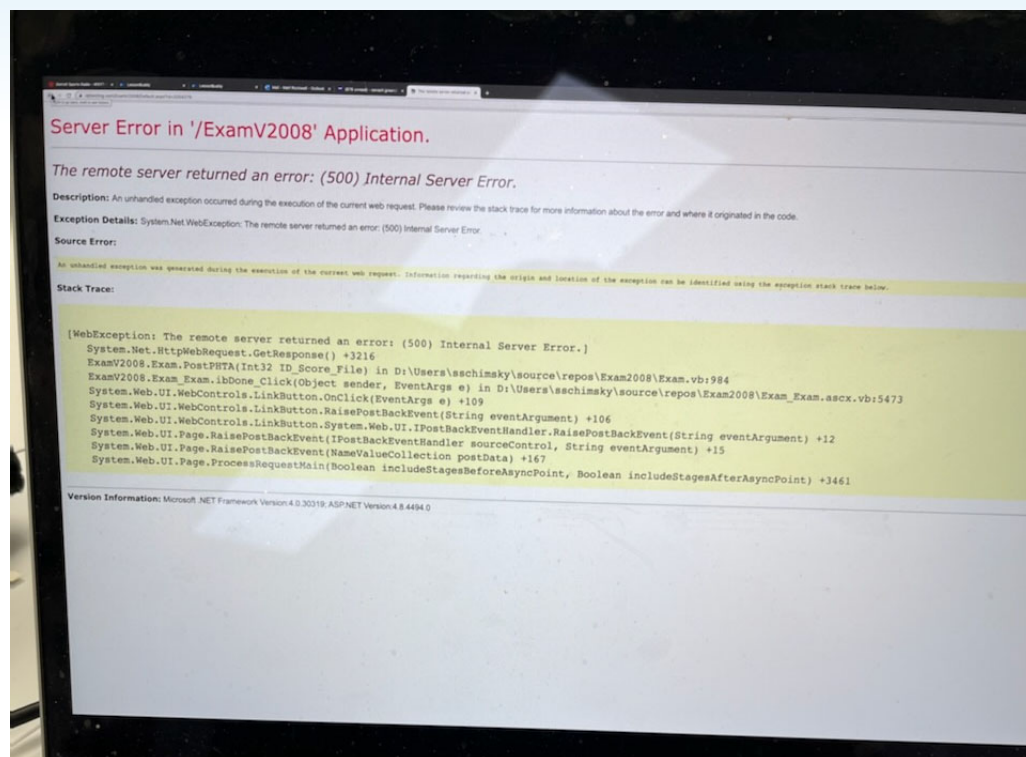 Server Error in '/ExamV2008' Application.
The remote server returned an error: (500) Internal Server Error.
Description: An unhandled exception occurred during the execution of the current web request. Please review the stack trace for more information about the error and where it originated in the code.
Exception Details: System.Net.WebException: The remote server returned an error: (500) Internal Server Error.
Source Error:
An unhandled exception was generated during the execution of the current web request. Information regarding the origin and location of the exception can be identified using the exception stack trace below.
Stack Trace:
[WebException: The remote server returned an error: (500) Internal Server Error.]
System.Net.HttpWebRequest.GetResponse() +3216
ExamV2008.Exam.PostPHTA(Int32 ID_Score_File) in D:\Users\sschimsky\source\repos\Exam2008\Exam.vb:984
ExamV2008.Exam_Exam.ibDone_Click(Object sender, EventArgs e) in D:\Users\sschimsky\source\repos\Exam2008\Exam_Exam.ascx.vb:5473
System.Web.UI.WebControls.LinkButton.OnClick(EventArgs e) +109
System.Web.UI.WebControls.LinkButton.RaisePostBackEvent(String eventArgument) +106
System.Web.UI.WebControls.LinkButton.System.Web.UI.IPostBackEventHandler.RaisePostBackEvent(String eventArgument) +12
System.Web.UI.Page.RaisePostBackEvent(IPostBackEventHandler sourceControl, String eventArgument) +15
System.Web.UI.Page.RaisePostBackEvent(NameValueCollection postData) +167
System.Web.UI.Page.ProcessRequestMain(Boolean includeStagesBeforeAsyncPoint, Boolean includeStagesAfterAsyncPoint) +3461
Version Information: Microsoft .NET Framework Version:4.0.30319; ASP.NET Version:4.8.4494.0